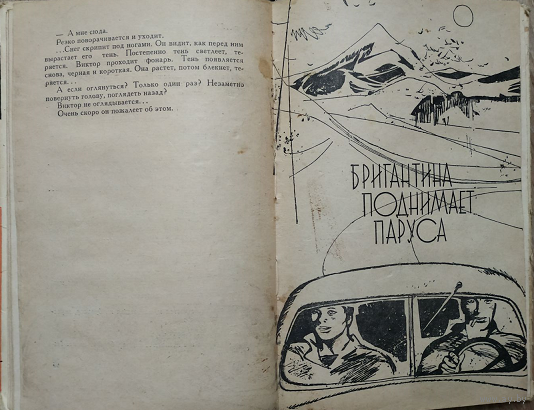 — А мне сюда.
Резко поворачивается и уходит.
...Снег скрипит под ногами. Он видит, как перед ним
вырастает его тень. Постепенно тень светлеет, те-
ряется. Виктор проходит фонарь. Тень появляется
снова, черная и короткая. Она растет, потом блекнет, те-
ряется...
А если оглянуться? Только один раз? Незаметно
повернуть голову, поглядеть назад?
Виктор не оглядывается...
Очень скоро он пожалеет об этом.
БРИГАНТИНА
ПОДНИМАЕТ
ПАРУСА